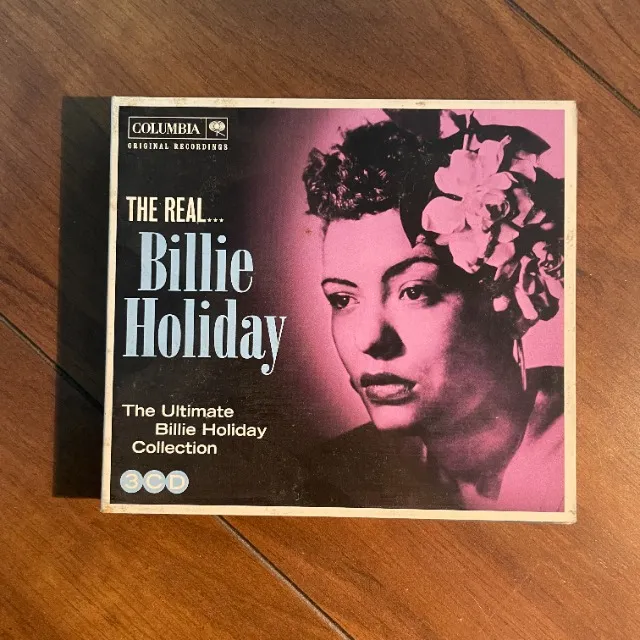 COLUMBIA
ORIGINAL RECORDINGS
THE REAL...
Billie
Holiday
The Ultimate
Billie Holiday
Collection
3CD